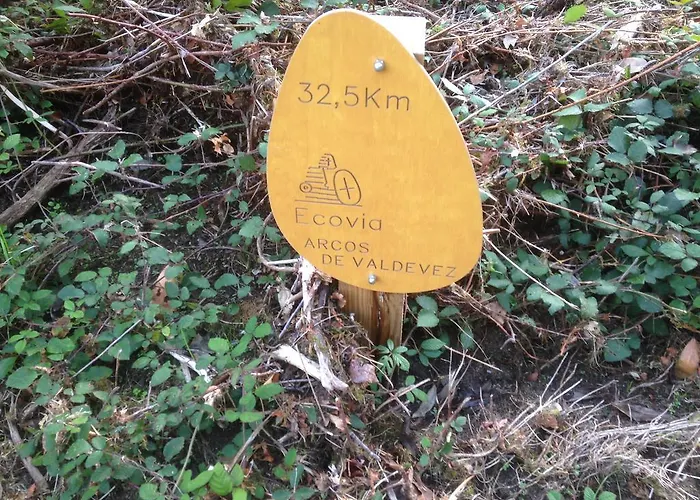 32,5Km
Ecovia
ARCOS
DE VALDEVEZ